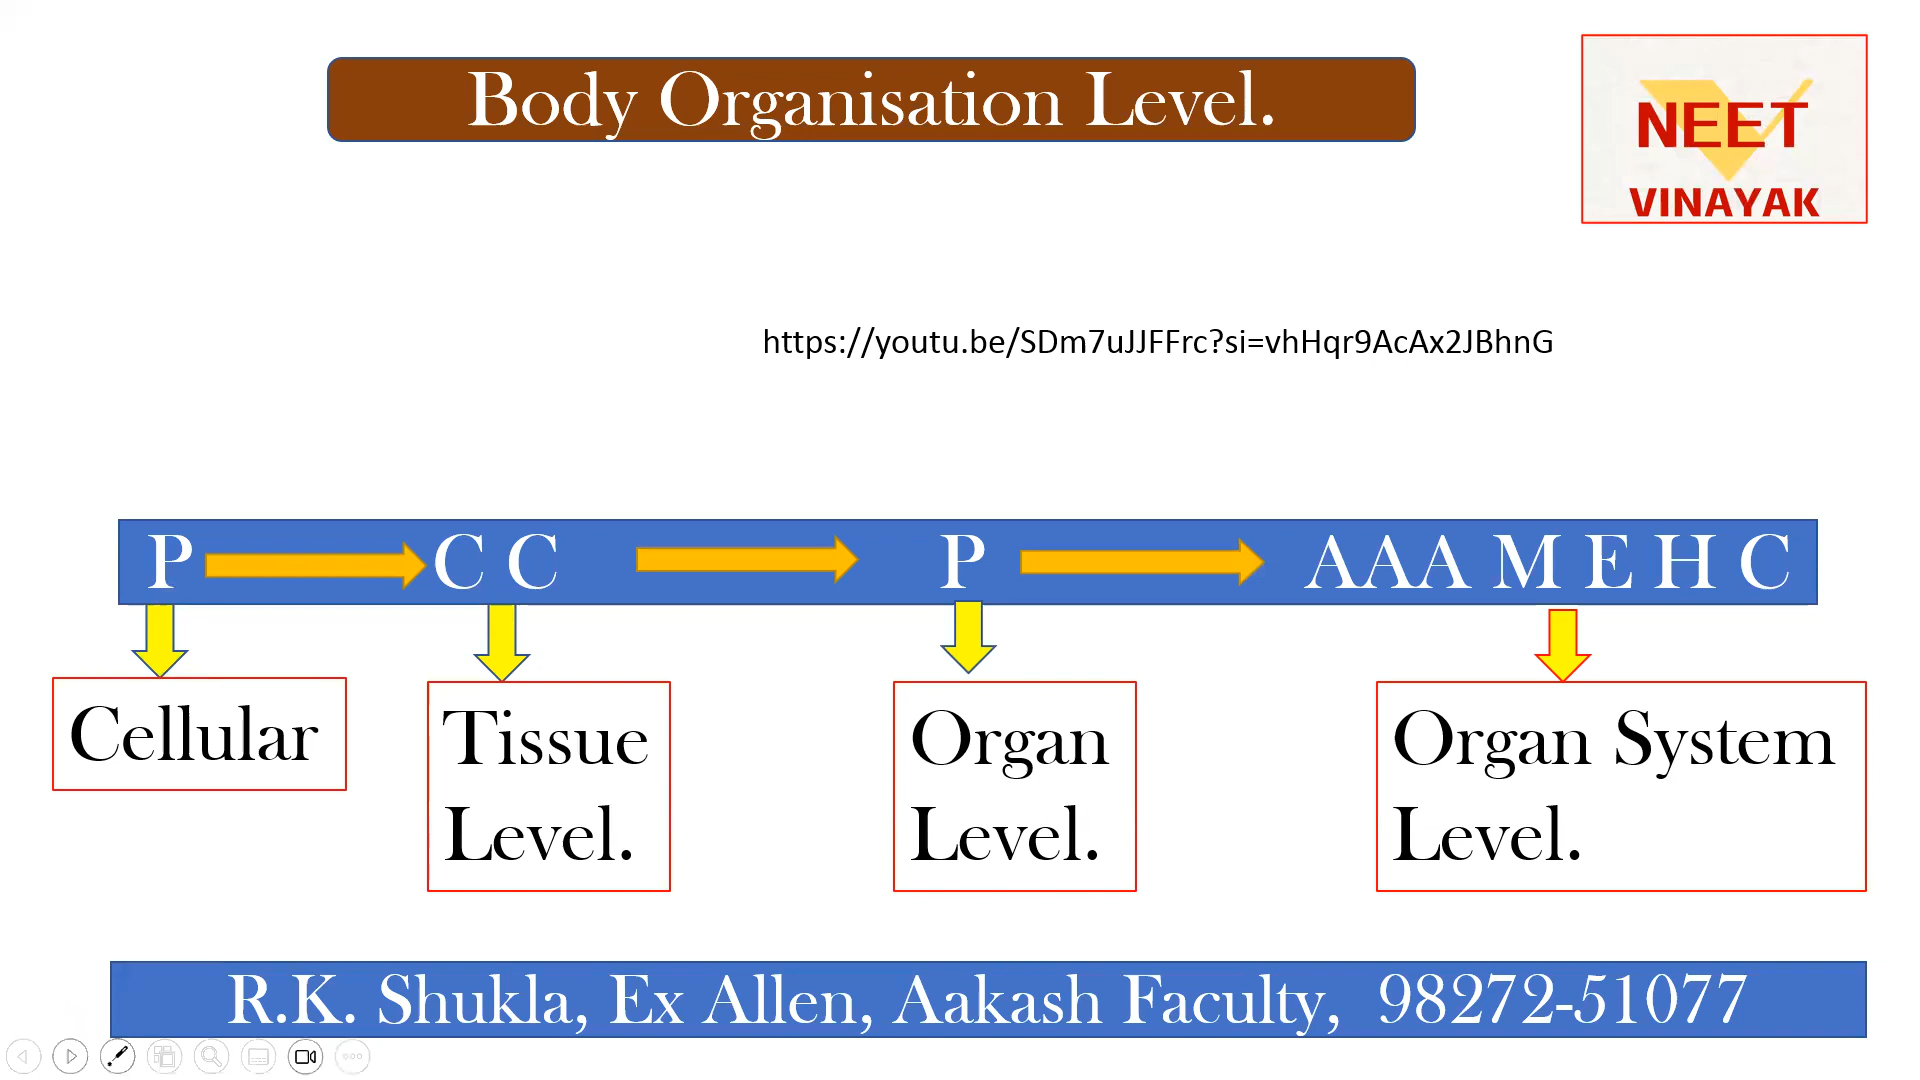 Body Organisation Level.
NEET
VINAYAK
https://youtu.be/SDm7uJJFFrc?si=vhHqr9AcAx2JBhnG
P C C P AAA M E H C
Cellular
Tissue
Level.
Organ
Level.
Organ System
Level.
R.K. Shukla, Ex Allen, Aakash Faculty, 98272-51077